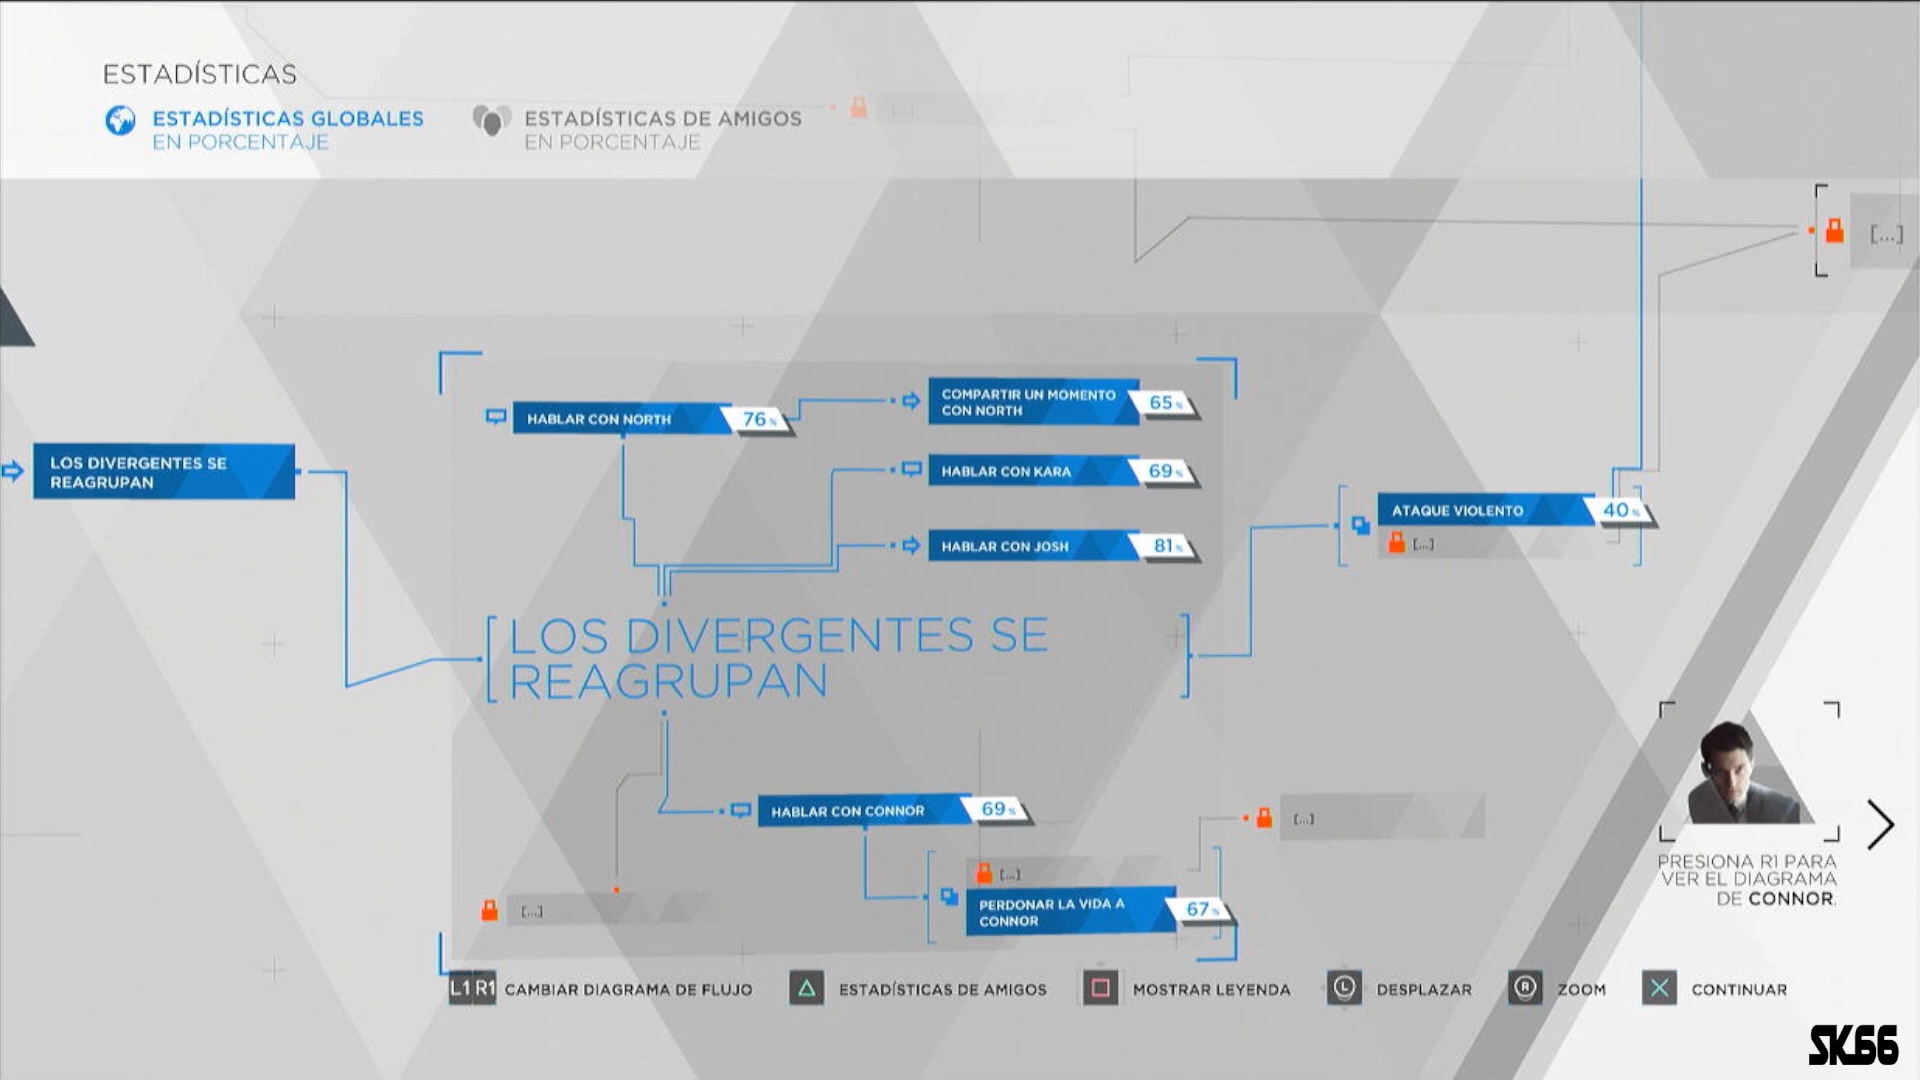 ESTADÍSTICAS
ESTADÍSTICAS GLOBALES
EN PORCENTAJE
ESTADÍSTICAS DE AMIGOS
EN PORCENTAJE
[...]
[...]
HABLAR CON NORTH 76%
COMPARTIR UN MOMENTO
CON NORTH
65%
LOS DIVERGENTES SE
REAGRUPAN
HABLAR CON KARA 69%
ATAQUE VIOLENTO 40%
[...]
HABLAR CON JOSH 81%
LOS DIVERGENTES SE
REAGRUPAN
HABLAR CON CONNOR 69%
[...]
[...]
PERDONAR LA VIDA A
CONNOR
67%
[...]
PRESIONA R1 PARA
VER EL DIAGRAMA
DE CONNOR.
L1 R1 CAMBIAR DIAGRAMA DE FLUJO
ESTADÍSTICAS DE AMIGOS
MOSTRAR LEYENDA
L DESPLAZAR
R ZOOM
CONTINUAR
SK66